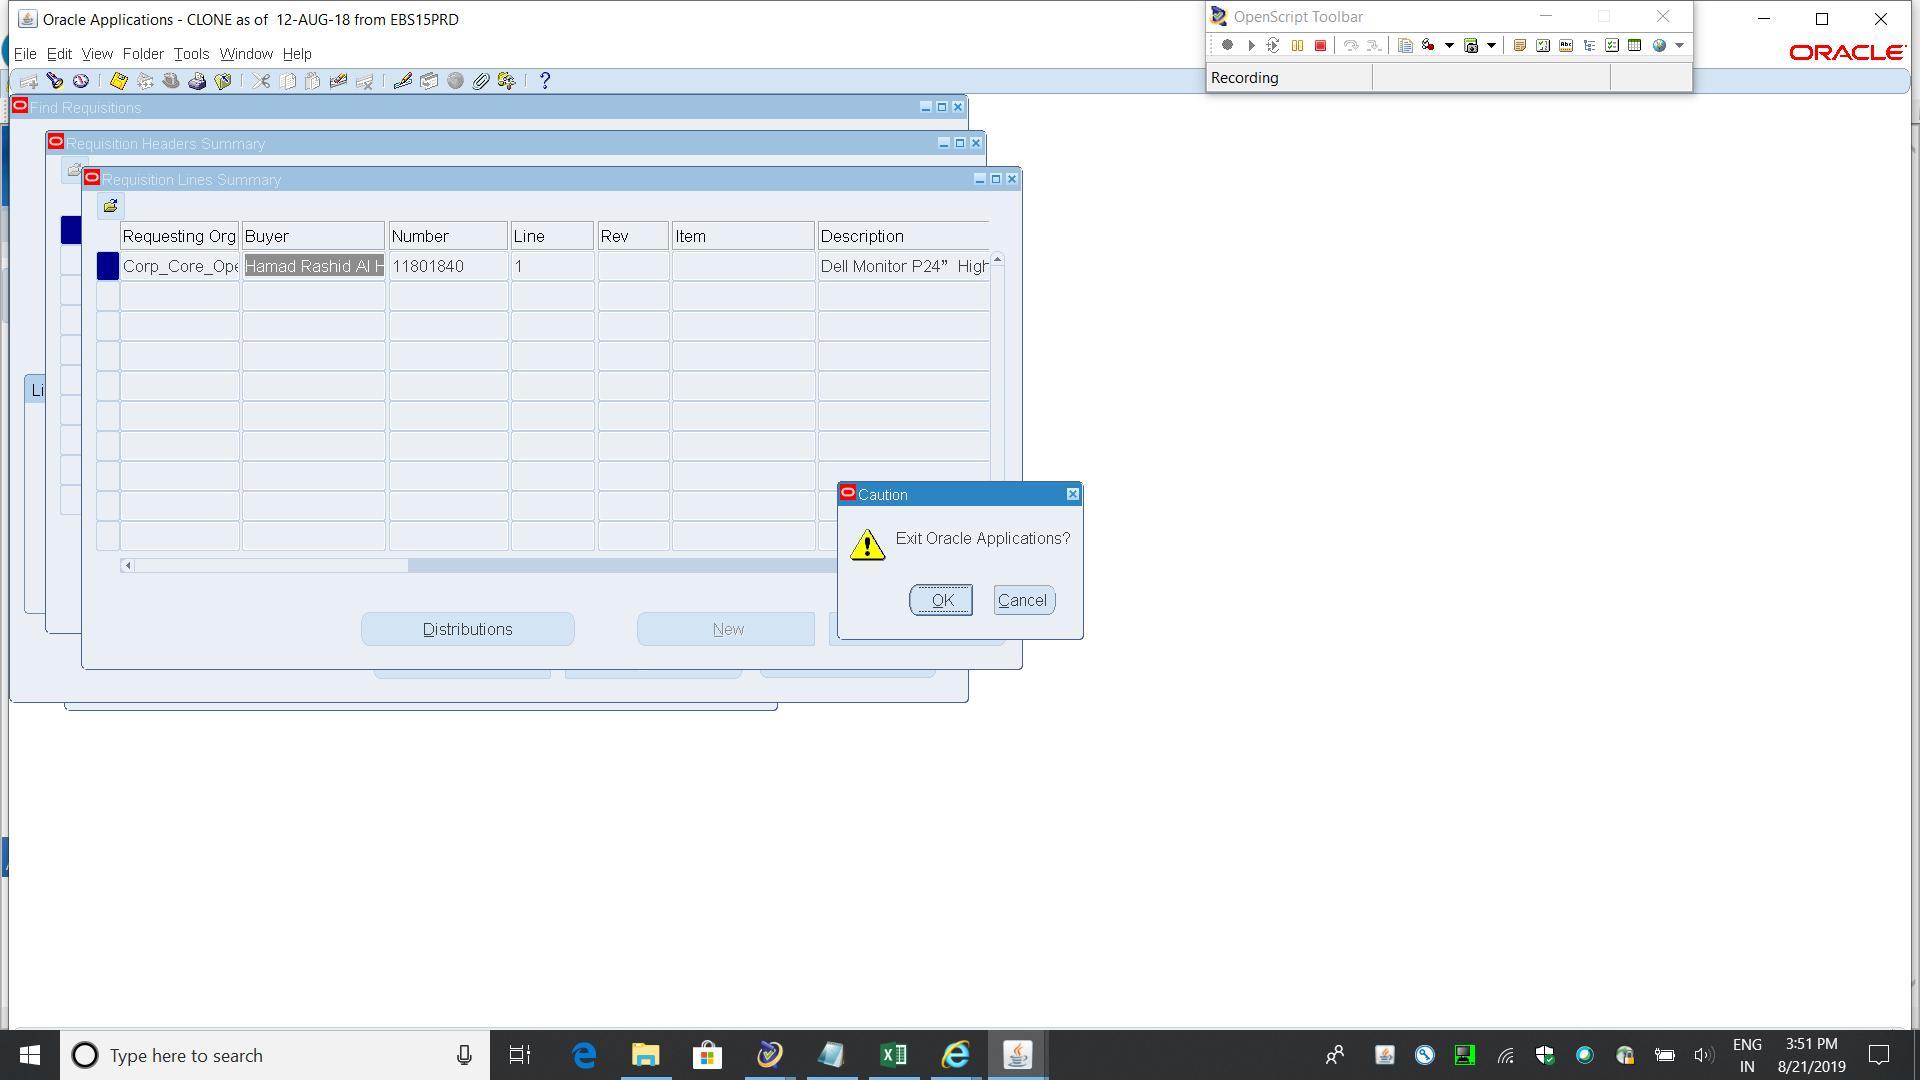 Oracle Applications - CLONE as of  12-AUG-18 from EBS15PRD
OpenScript Toolbar
File Edit View Folder Tools Window Help
ORACLE
Recording
Find Requisitions
Requisition Headers Summary
Requisition Lines Summary
Requesting Org Buyer Number Line Rev Item Description
Corp_Core_Ope Hamad Rashid Al H 11801840 1 Dell Monitor P24” High
Li
Caution
Exit Oracle Applications?
OK Cancel
Distributions New
Type here to search
ENG
IN
3:51 PM
8/21/2019